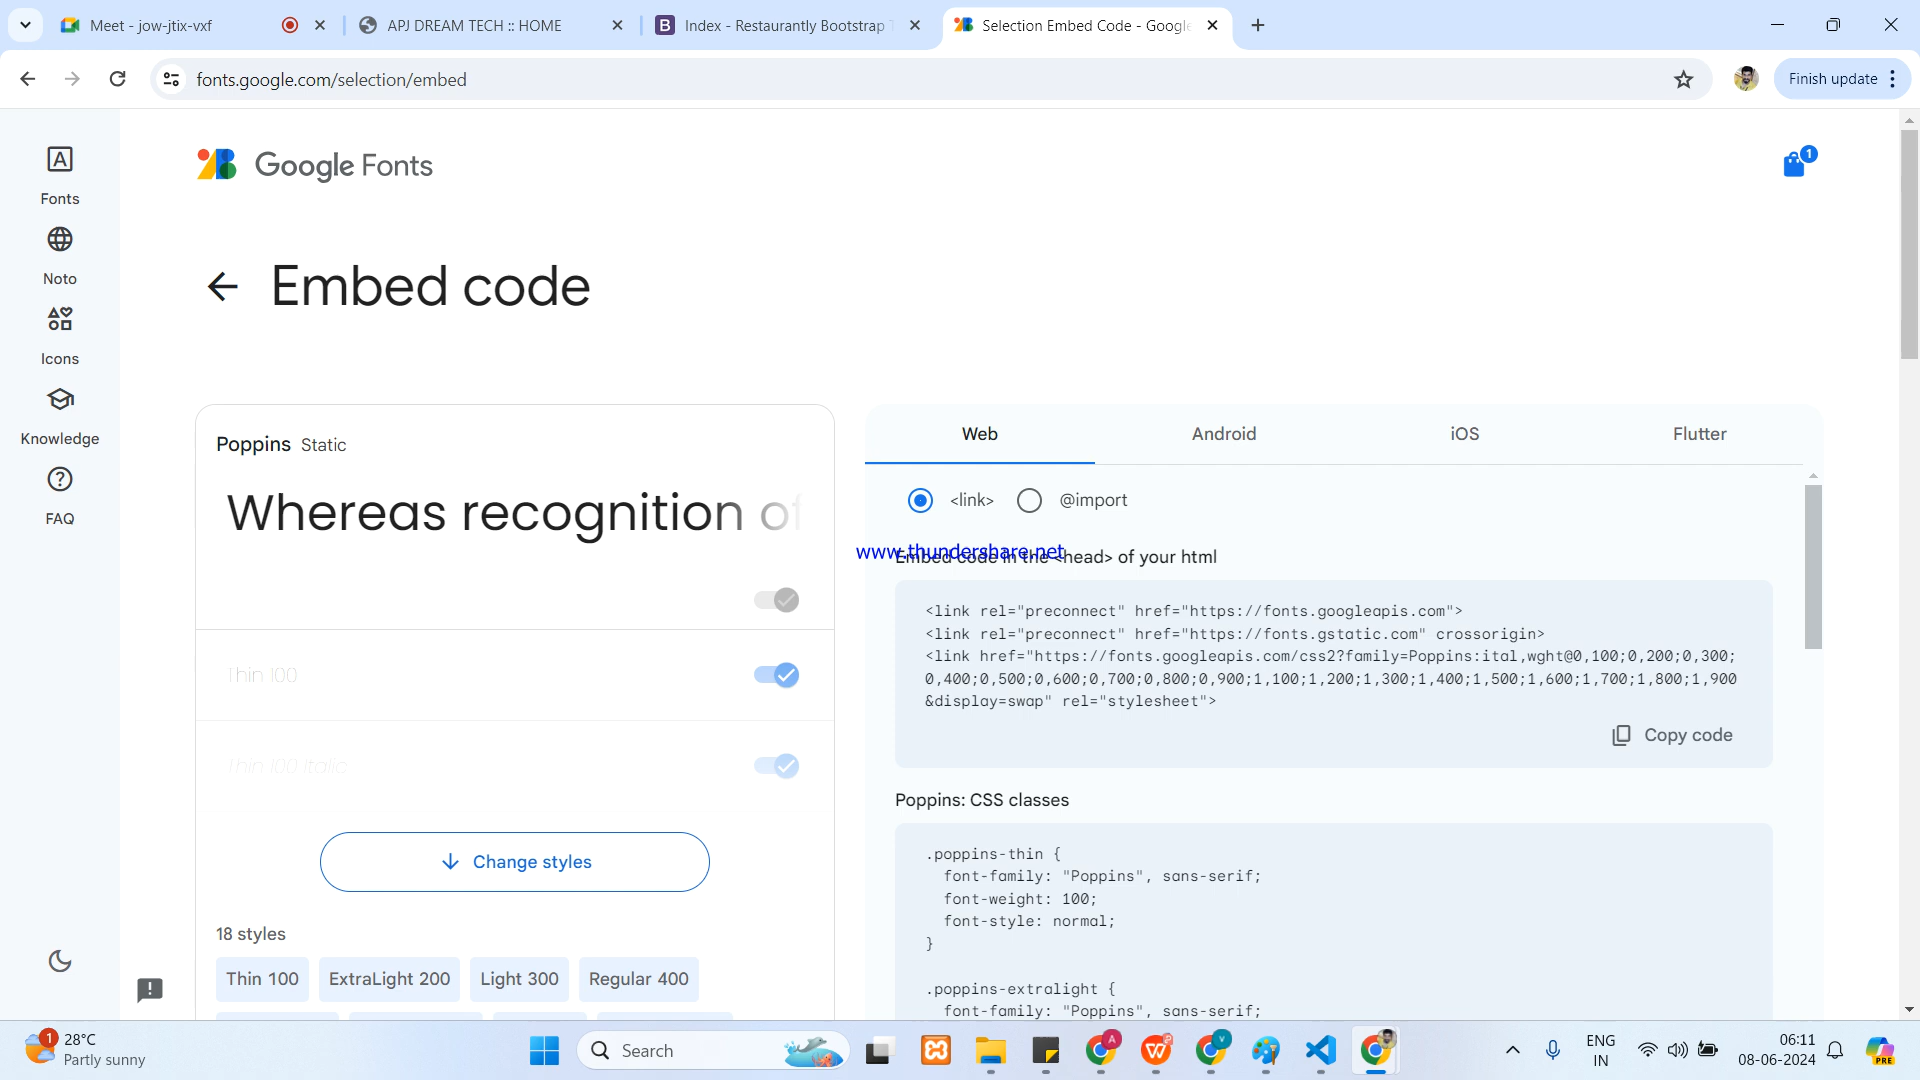 Meet - jow-jtix-vxf
APJ DREAM TECH :: HOME
B Index - Restaurantly Bootstrap T
Selection Embed Code - Google
fonts.google.com/selection/embed
Finish update
A
Fonts
Noto
Icons
Knowledge
?
FAQ
Google Fonts
1
Embed code
Poppins Static
Whereas recognition of
Thin 100
Thin 100 Italic
Change styles
18 styles
Thin 100 ExtraLight 200 Light 300 Regular 400
Web Android iOS Flutter
<link> @import
www.thundershare.net
Embed code in the <head> of your html
<link rel="preconnect" href="https://fonts.googleapis.com">
<link rel="preconnect" href="https://fonts.gstatic.com" crossorigin>
<link href="https://fonts.googleapis.com/css2?family=Poppins:ital,wght@0,100;0,200;0,300;
0,400;0,500;0,600;0,700;0,800;0,900;1,100;1,200;1,300;1,400;1,500;1,600;1,700;1,800;1,900
&display=swap" rel="stylesheet">
Copy code
Poppins: CSS classes
.poppins-thin {
font-family: "Poppins", sans-serif;
font-weight: 100;
font-style: normal;
}
.poppins-extralight {
font-family: "Poppins", sans-serif;
1
28°C
Partly sunny
Search
A
V
ENG
IN
06:11
08-06-2024
PRE